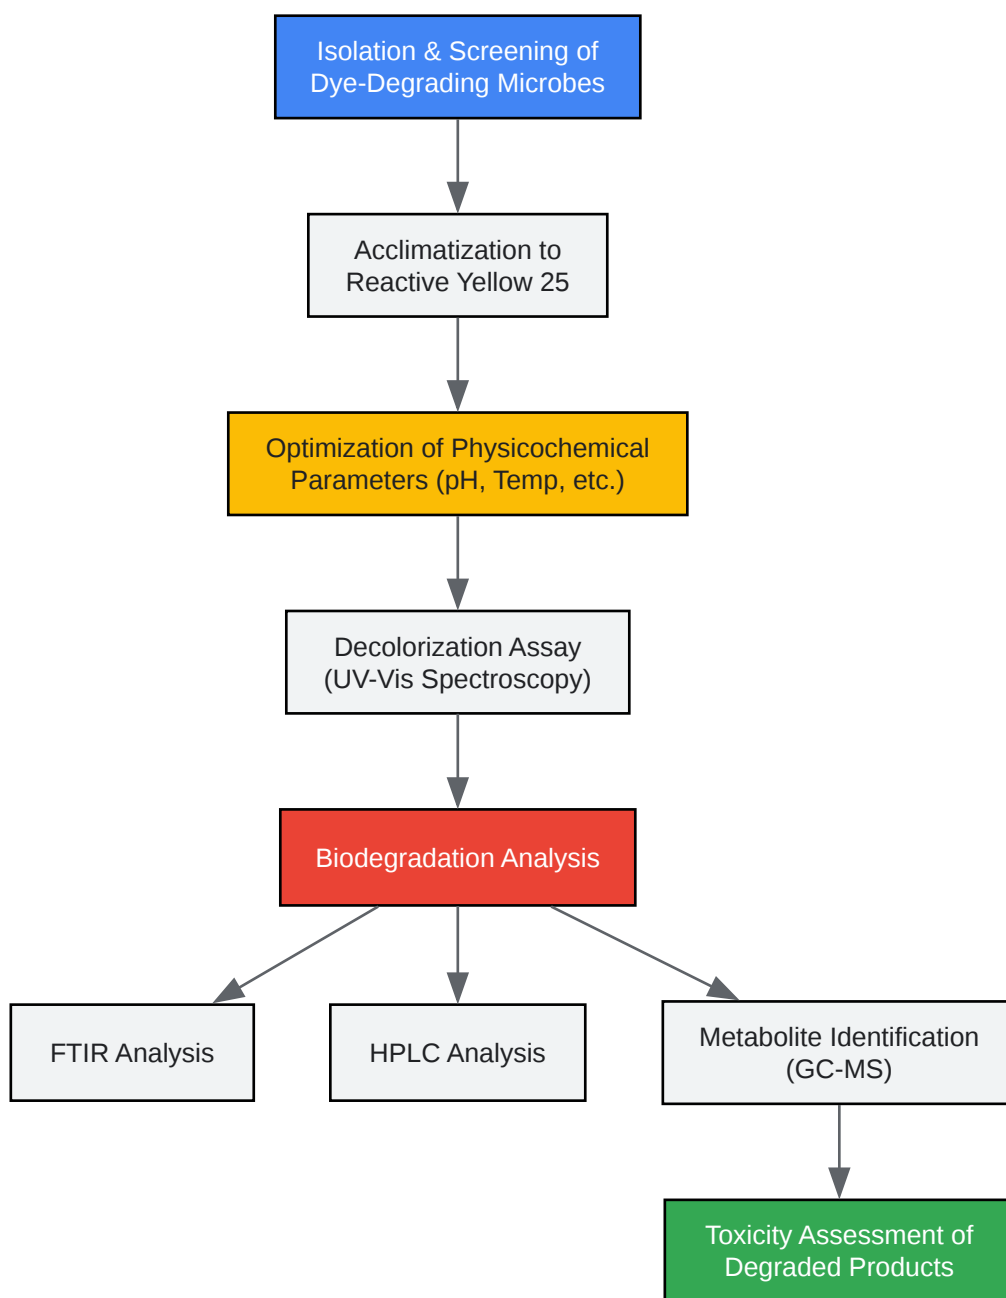 Isolation & Screening of
Dye-Degrading Microbes
Acclimatization to
Reactive Yellow 25
Optimization of Physicochemical
Parameters (pH, Temp, etc.)
Decolorization Assay
(UV-Vis Spectroscopy)
Biodegradation Analysis
FTIR Analysis
HPLC Analysis
Metabolite Identification
(GC-MS)
Toxicity Assessment of
Degraded Products